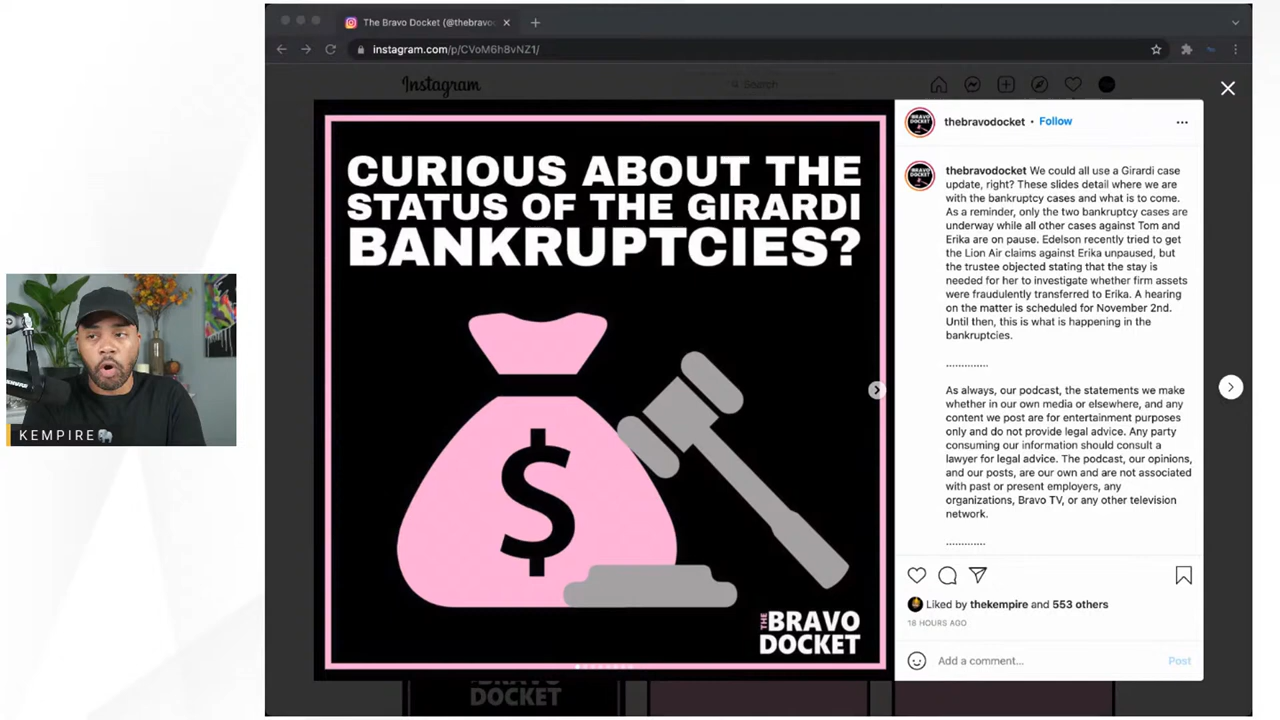 The Bravo Docket (@thebravo
instagram.com/p/CVoM6h8vNZ1/
Instagram
Search
CURIOUS ABOUT THE
STATUS OF THE GIRARDI
BANKRUPTCIES?
$
THE BRAVO
DOCKET
thebravodocket • Follow
thebravodocket We could all use a Girardi case
update, right? These slides detail where we are
with the bankruptcy cases and what is to come.
As a reminder, only the two bankruptcy cases are
underway while all other cases against Tom and
Erika are on pause. Edelson recently tried to get
the Lion Air claims against Erika unpaused, but
the trustee objected stating that the stay is
needed for her to investigate whether firm assets
were fraudulently transferred to Erika. A hearing
on the matter is scheduled for November 2nd.
Until then, this is what is happening in the
bankruptcies.
..............
As always, our podcast, the statements we make
whether in our own media or elsewhere, and any
content we post are for entertainment purposes
only and do not provide legal advice. Any party
consuming our information should consult a
lawyer for legal advice. The podcast, our opinions,
and our posts, are our own and are not associated
with past or present employers, any
organizations, Bravo TV, or any other television
network.
.............
Liked by thekempire and 553 others
18 HOURS AGO
Add a comment...
Post
KEMPIRE
BRAVO
DOCKET